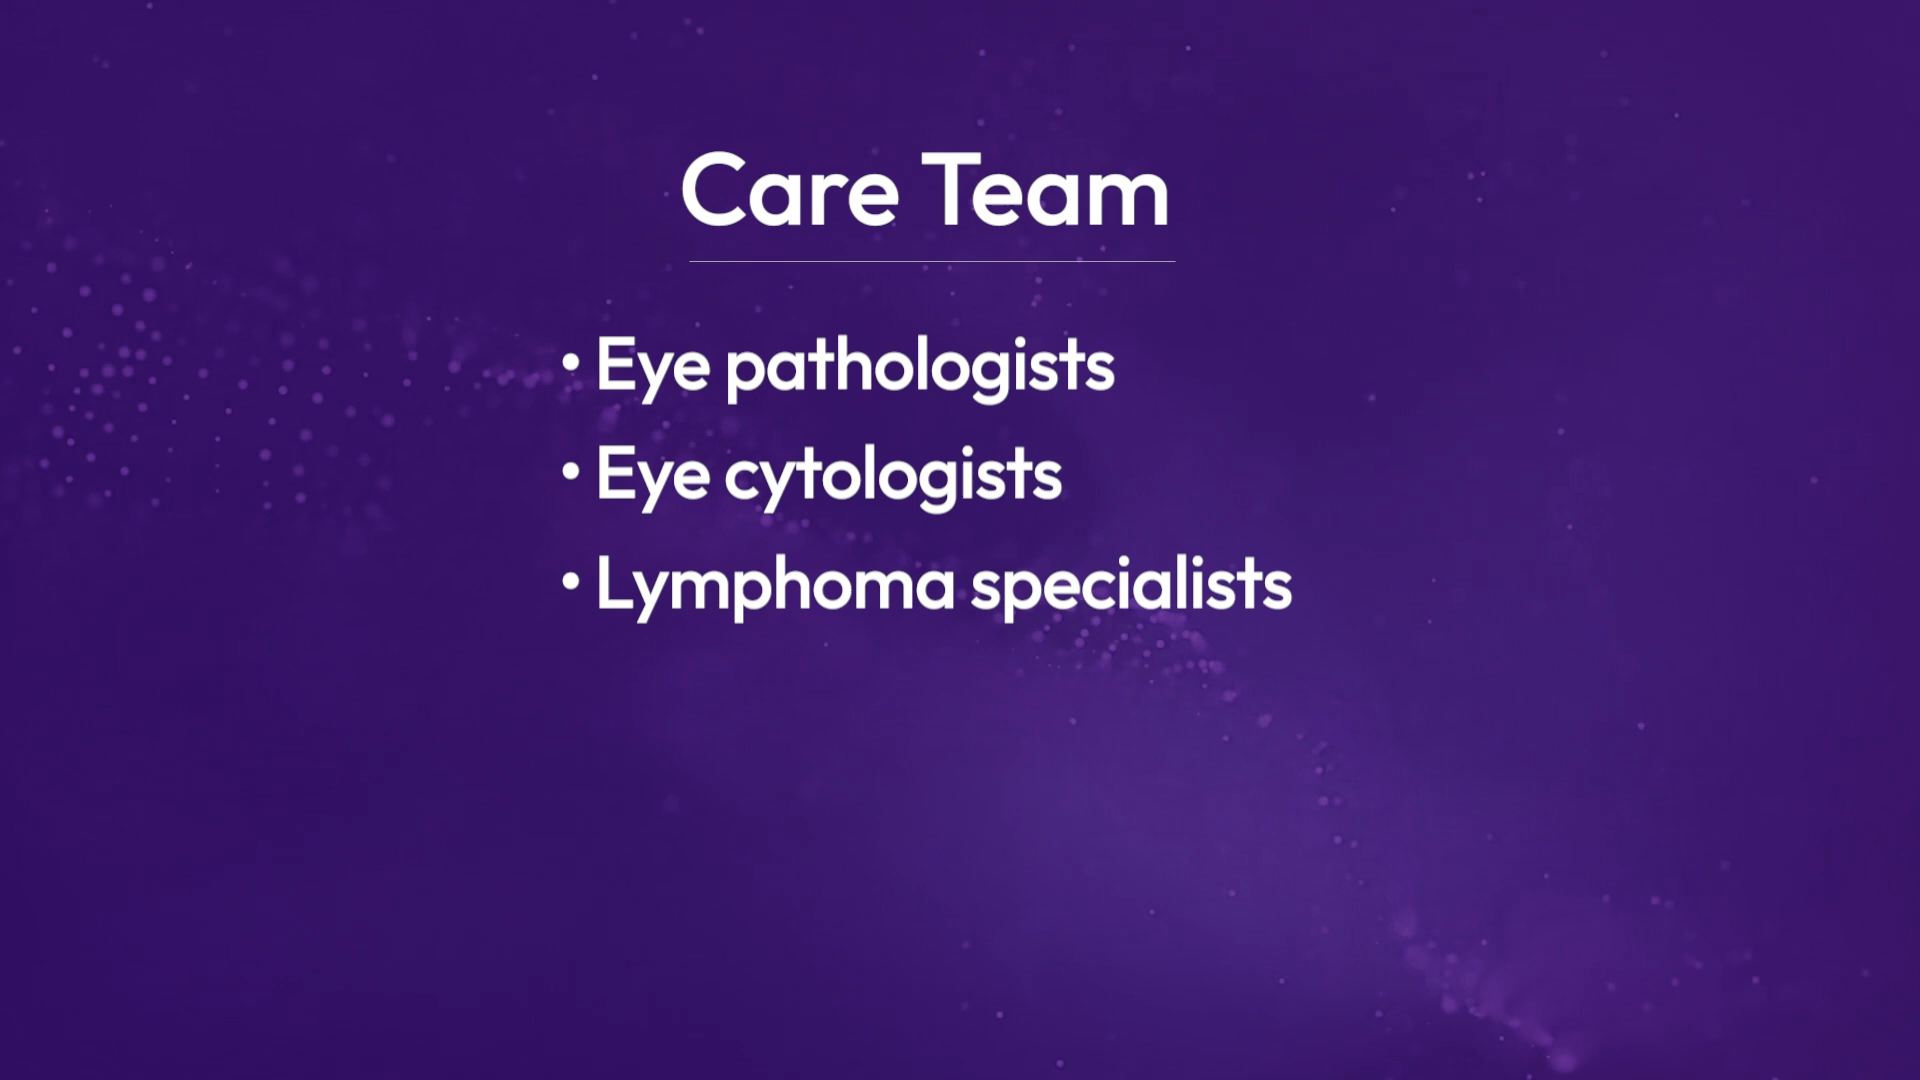 Care Team
• Eye pathologists
• Eye cytologists
• Lymphoma specialists